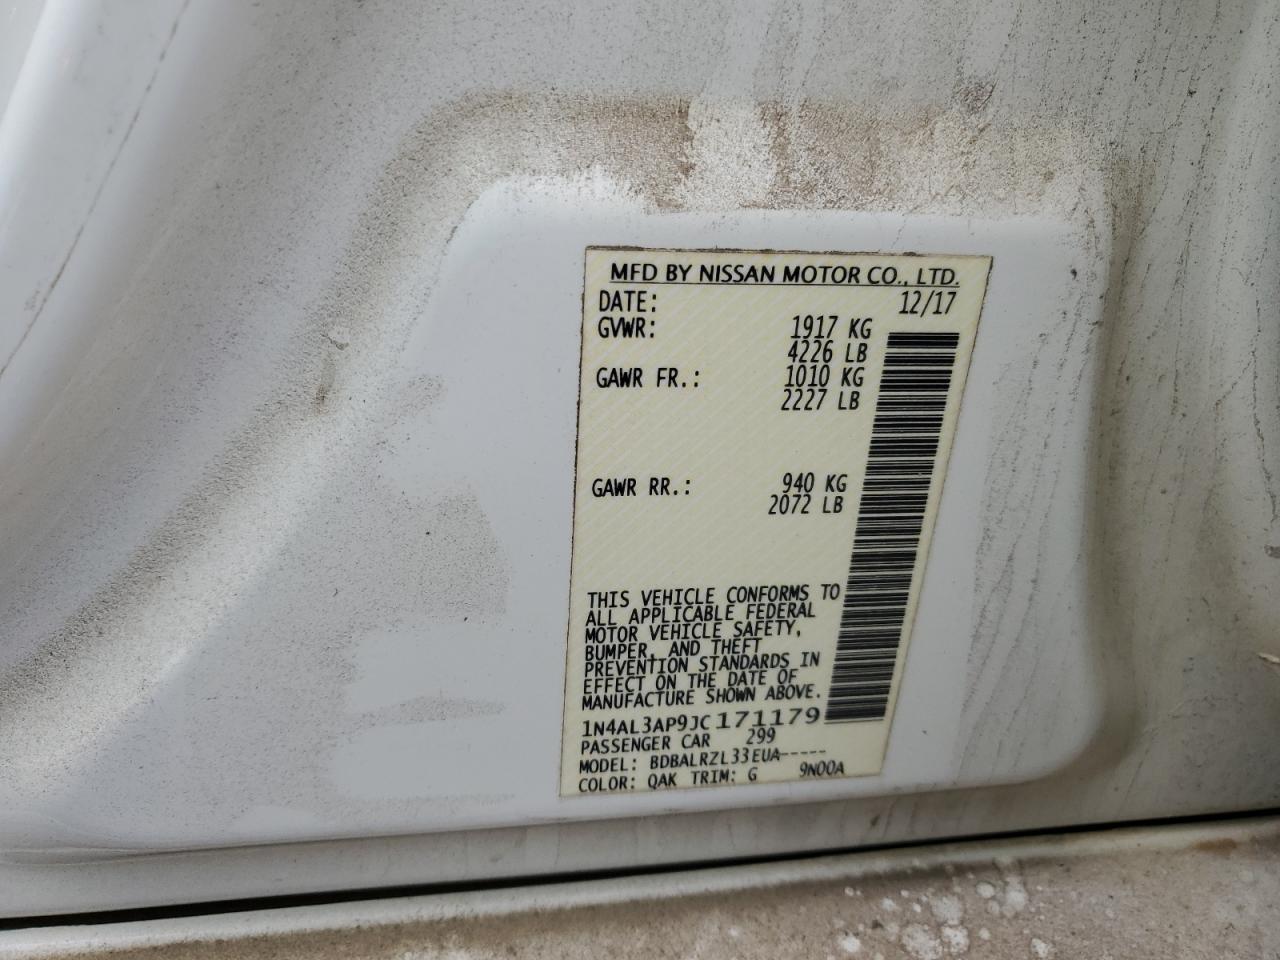 MFD BY NISSAN MOTOR CO., LTD.
DATE: 12/17
GVWR: 1917 KG
4226 LB
GAWR FR.: 1010 KG
2227 LB
GAWR RR.: 940 KG
2072 LB
THIS VEHICLE CONFORMS TO
ALL APPLICABLE FEDERAL
MOTOR VEHICLE SAFETY,
BUMPER, AND THEFT
PREVENTION STANDARDS IN
EFFECT ON THE DATE OF
MANUFACTURE SHOWN ABOVE.
1N4AL3AP9JC171179
PASSENGER CAR 299
MODEL: BDBALRZL33EUA-----
COLOR: QAK TRIM: G 9N00A